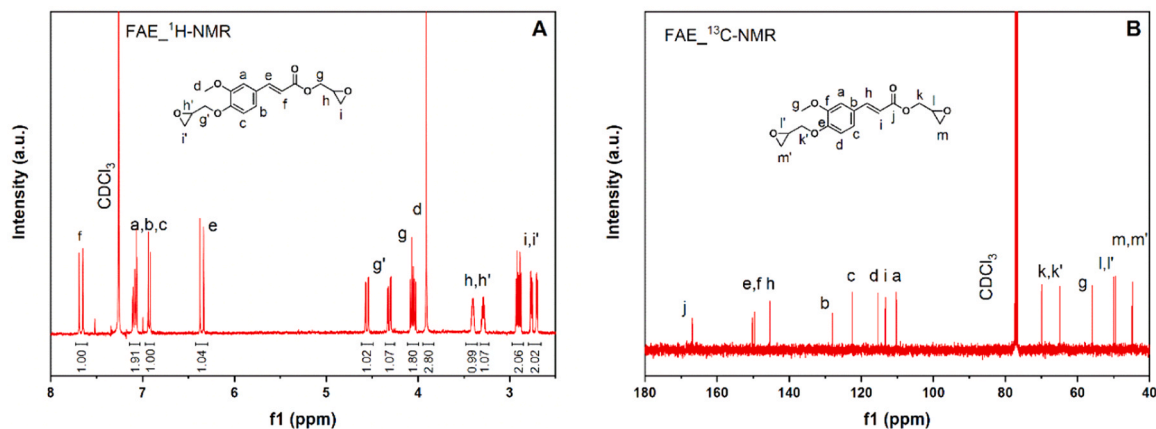 FAE_¹H-NMR
A
O
d
O
a
e
O
g
O
f
h
O
i
b
c
O
h'
O
g'
i'
CDCl₃
f
a,b,c
e
g'
g
d
h,h'
i,i'
1.00
1.91
1.00
1.04
1.02
1.07
1.80
2.80
0.99
1.07
2.06
2.02
8 7 6 5 4 3
f1 (ppm)
Intensity (a.u.)
FAE_¹³C-NMR
B
g
O
f
a
b
h
i
O
j
O
k
l
O
m
c
d
e
O
l'
O
k'
m'
CDCl₃
j
e,f
h
b
c
d
i
a
k,k'
g
l,l'
m,m'
180 160 140 120 100 80 60 40
f1 (ppm)
Intensity (a.u.)